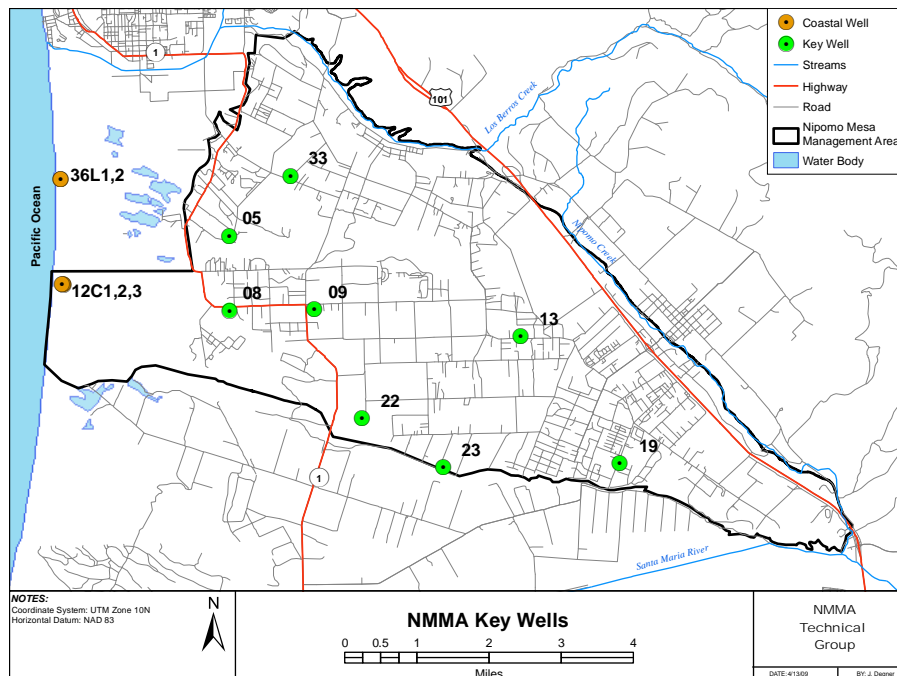 1
101
Los Berros Creek
Coastal Well
Key Well
Streams
Highway
Road
Nipomo Mesa
Management Area
Water Body
33
36L1,2
05
Pacific Ocean
Nipomo Creek
12C1,2,3
08
09
13
22
23
19
1
Santa Maria River
NOTES:
Coordinate System: UTM Zone 10N
Horizontal Datum: NAD 83
N
NMMA Key Wells
0 0.5 1 2 3 4
Miles
NMMA
Technical
Group
DATE: 4/13/09 BY: J. Degner